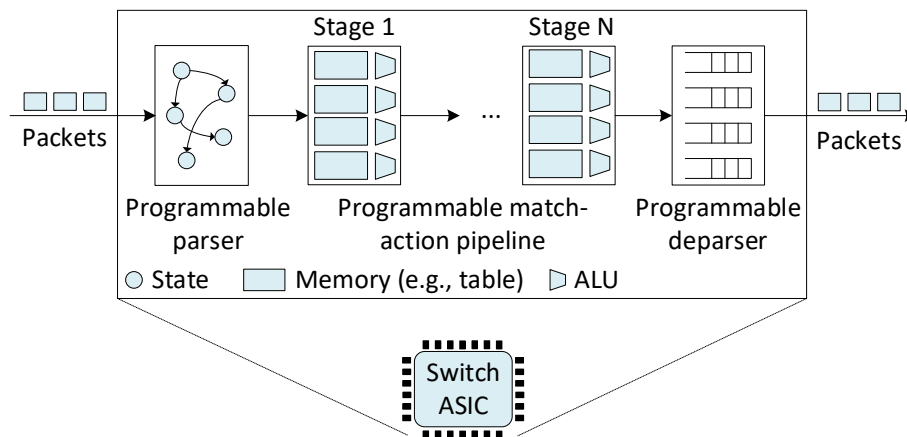 Stage 1
Stage N
...
Packets
Packets
Programmable
parser
Programmable match-
action pipeline
Programmable
deparser
State
Memory (e.g., table)
ALU
Switch
ASIC